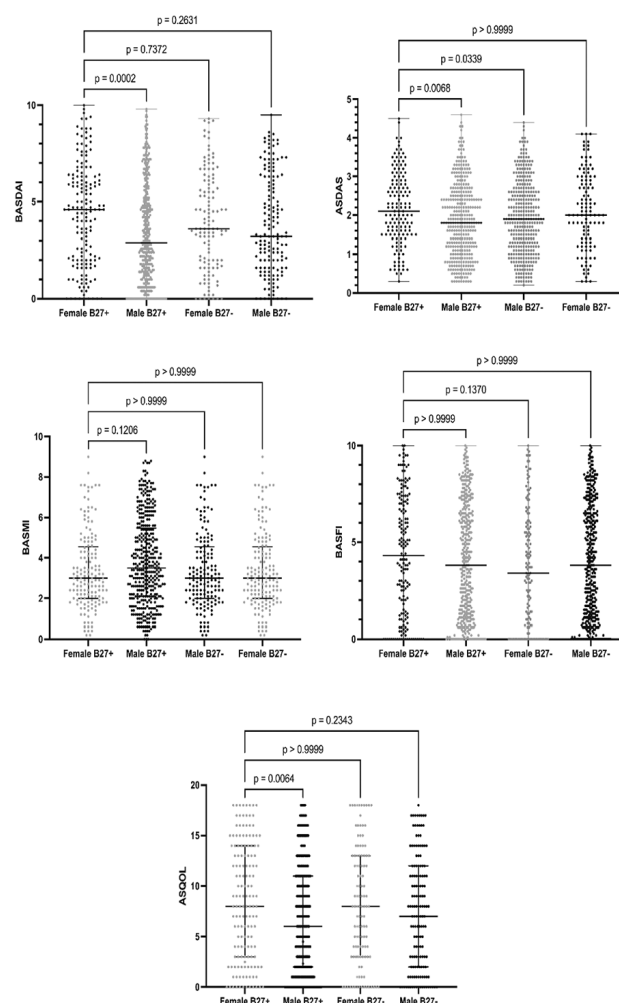 p = 0.2631
p = 0.7372
p = 0.0002
BASDAI
10
5
0
Female B27+ Male B27+ Female B27- Male B27-
p > 0.9999
p = 0.0339
p = 0.0068
ASDAS
5
4
3
2
1
0
Female B27+ Male B27+ Male B27- Female B27-
p > 0.9999
p > 0.9999
p = 0.1206
BASMI
10
8
6
4
2
0
Female B27+ Male B27+ Male B27- Female B27-
p > 0.9999
p = 0.1370
p > 0.9999
BASFI
10
5
0
Female B27+ Male B27+ Female B27- Male B27-
p = 0.2343
p > 0.9999
p = 0.0064
ASQOL
20
15
10
5
0
Female B27+ Male B27+ Female B27- Male B27-